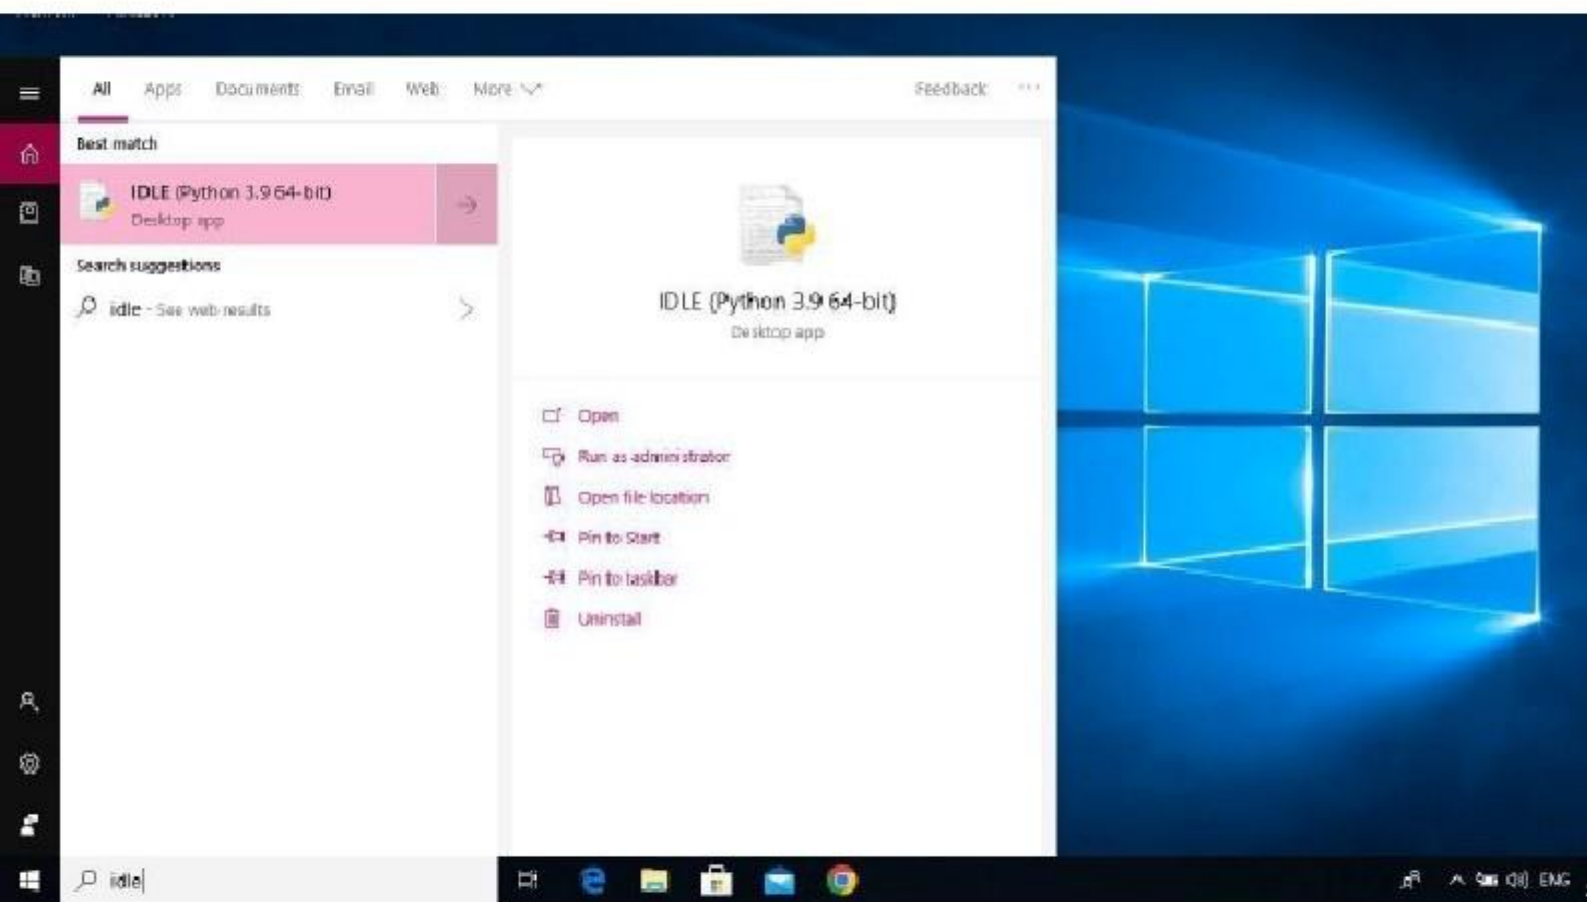 All Apps Documents Email Web More Feedback ...
Best match
IDLE (Python 3.9 64-bit)
Desktop app
Search suggestions
idle - See web results
IDLE (Python 3.9 64-bit)
Desktop app
Open
Run as administrator
Open file location
Pin to Start
Pin to taskbar
Uninstall
idle
ENG